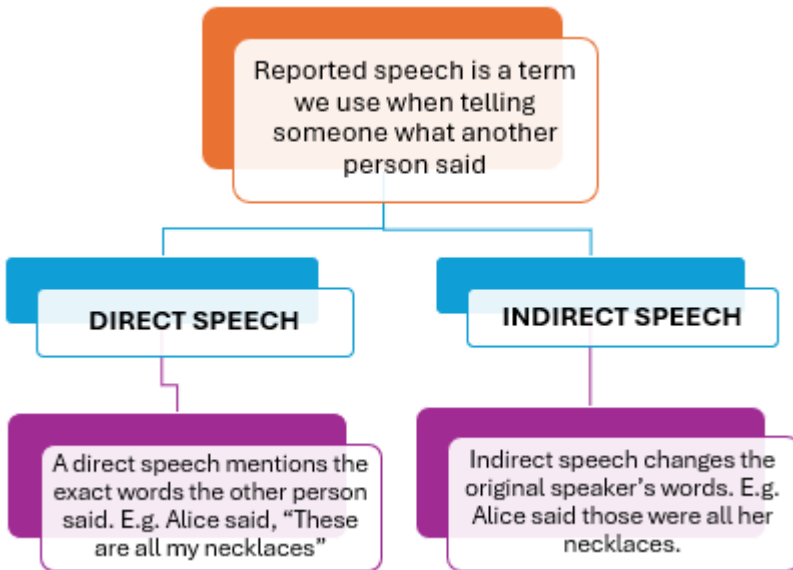 Reported speech is a term
we use when telling
someone what another
person said
DIRECT SPEECH
INDIRECT SPEECH
A direct speech mentions the
exact words the other person
said. E.g. Alice said, “These
are all my necklaces”
Indirect speech changes the
original speaker’s words. E.g.
Alice said those were all her
necklaces.